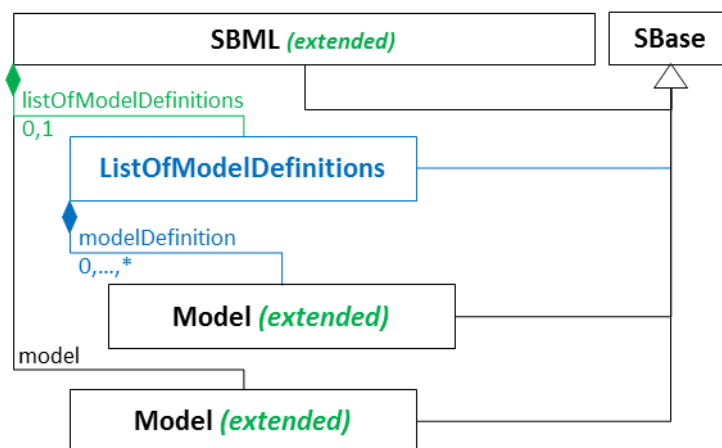 SBML (extended)
SBase
listOfModelDefinitions
0,1
ListOfModelDefinitions
modelDefinition
0,...,*
Model (extended)
model
Model (extended)